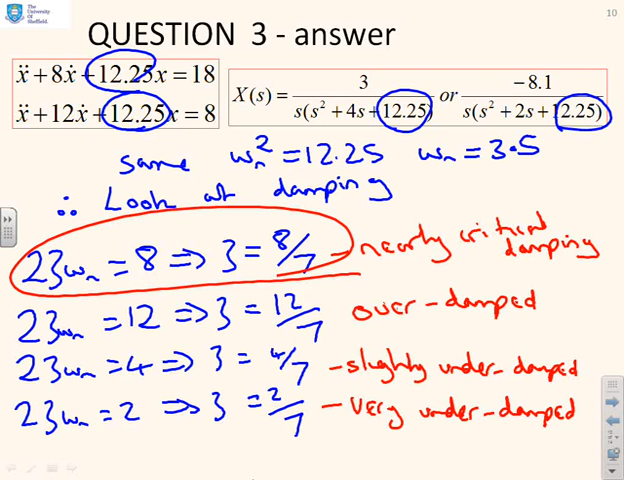 The
University
Of
Sheffield.
10
QUESTION 3 - answer
ẍ + 8ẋ + 12.25x = 18
ẍ + 12ẋ + 12.25x = 8
X(s) = 3 / s(s² + 4s + 12.25) or −8.1 / s(s² + 2s + 12.25)
same ωn² = 12.25 ωn = 3.5
∴ Look at damping
2ζωn = 8 ⇒ ζ = 8/7 – nearly critical damping
2ζωn = 12 ⇒ ζ = 12/7 over-damped
2ζωn = 4 ⇒ ζ = 4/7 – slightly under-damped
2ζωn = 2 ⇒ ζ = 2/7 – very under-damped